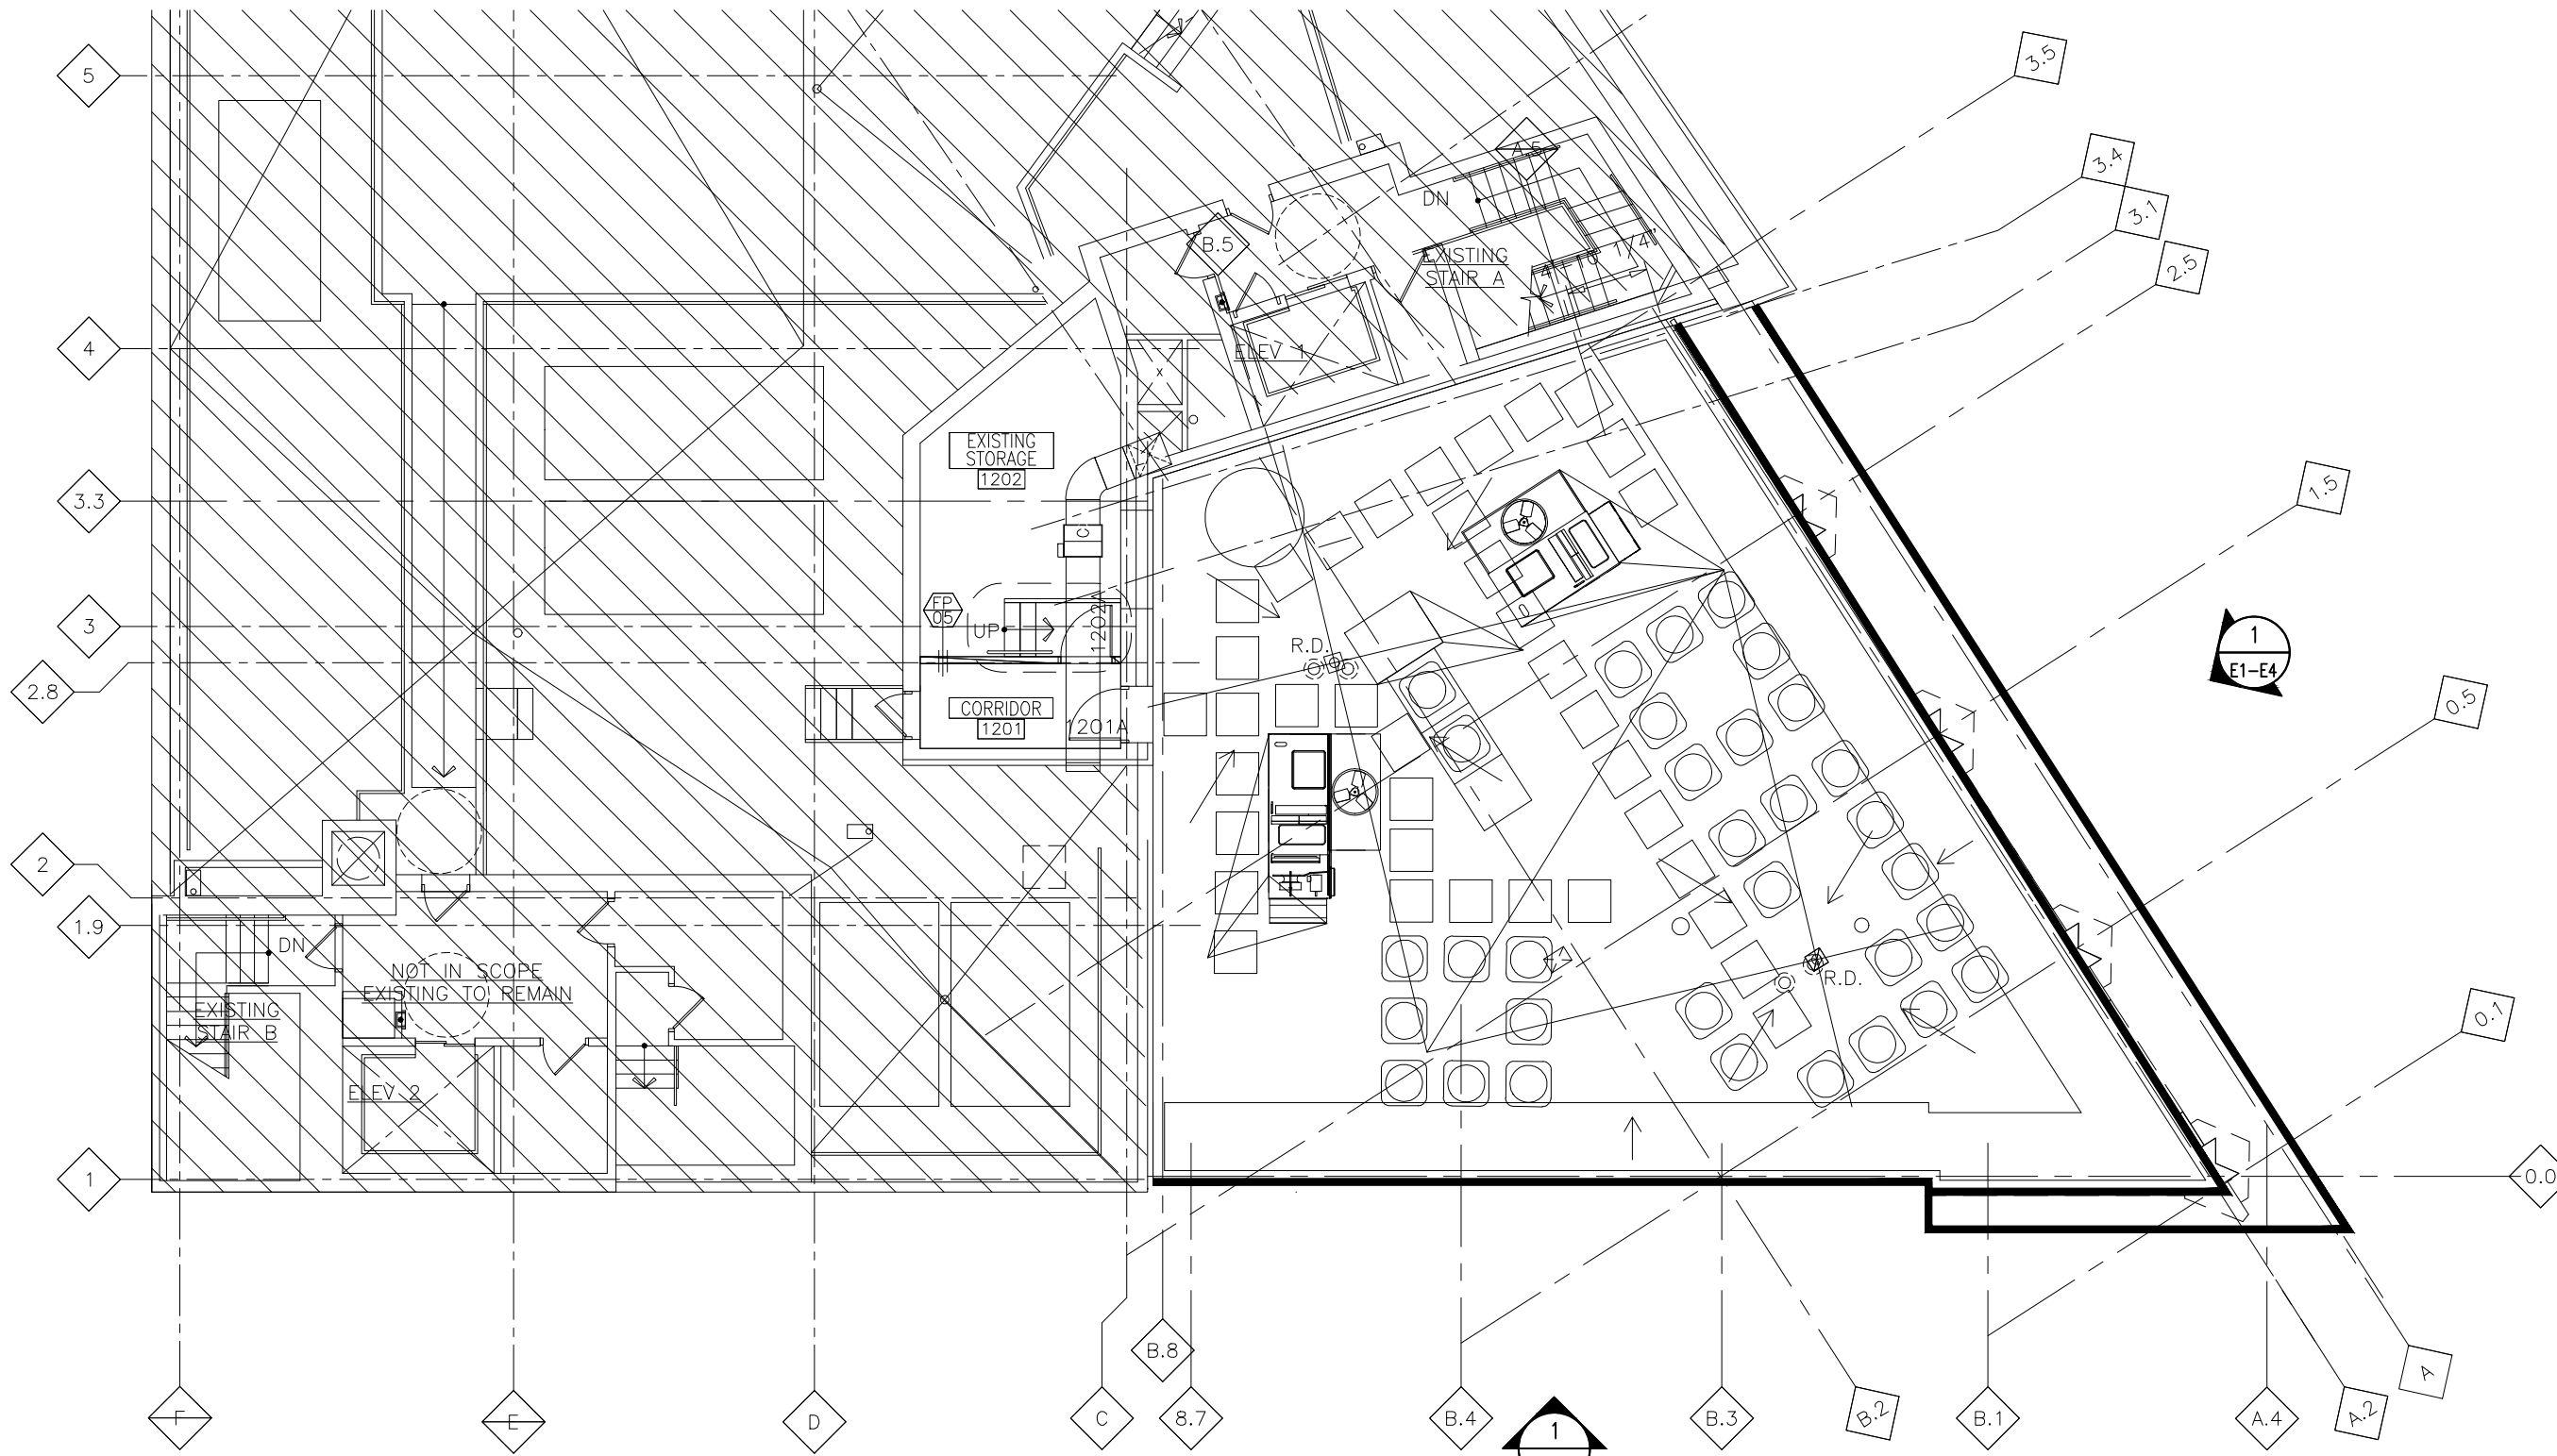 5
3.5
3.4
A.5
3.1
DN
B.5
2.5
EXISTING
STAIR A
4
ELEV 1
EXISTING
STORAGE
1202
3.3
1.5
C
FP
05
3
UP
1202A
1
E1-E4
R.D.
2.8
0.5
CORRIDOR
1201
1201A
2
1.9
DN
NOT IN SCOPE
EXISTING TO REMAIN
R.D.
EXISTING
STAIR B
0.1
ELEV 2
1
0.0
B.8
A
F
E
D
C
8.7
B.4
1
B.3
B.2
B.1
A.4
A.2